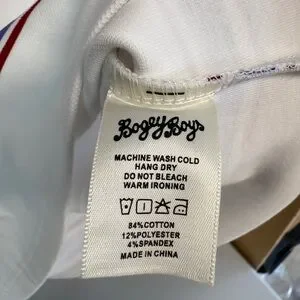 Bogey Boys
MACHINE WASH COLD
HANG DRY
DO NOT BLEACH
WARM IRONING
84%COTTON
12%POLYESTER
4%SPANDEX
MADE IN CHINA